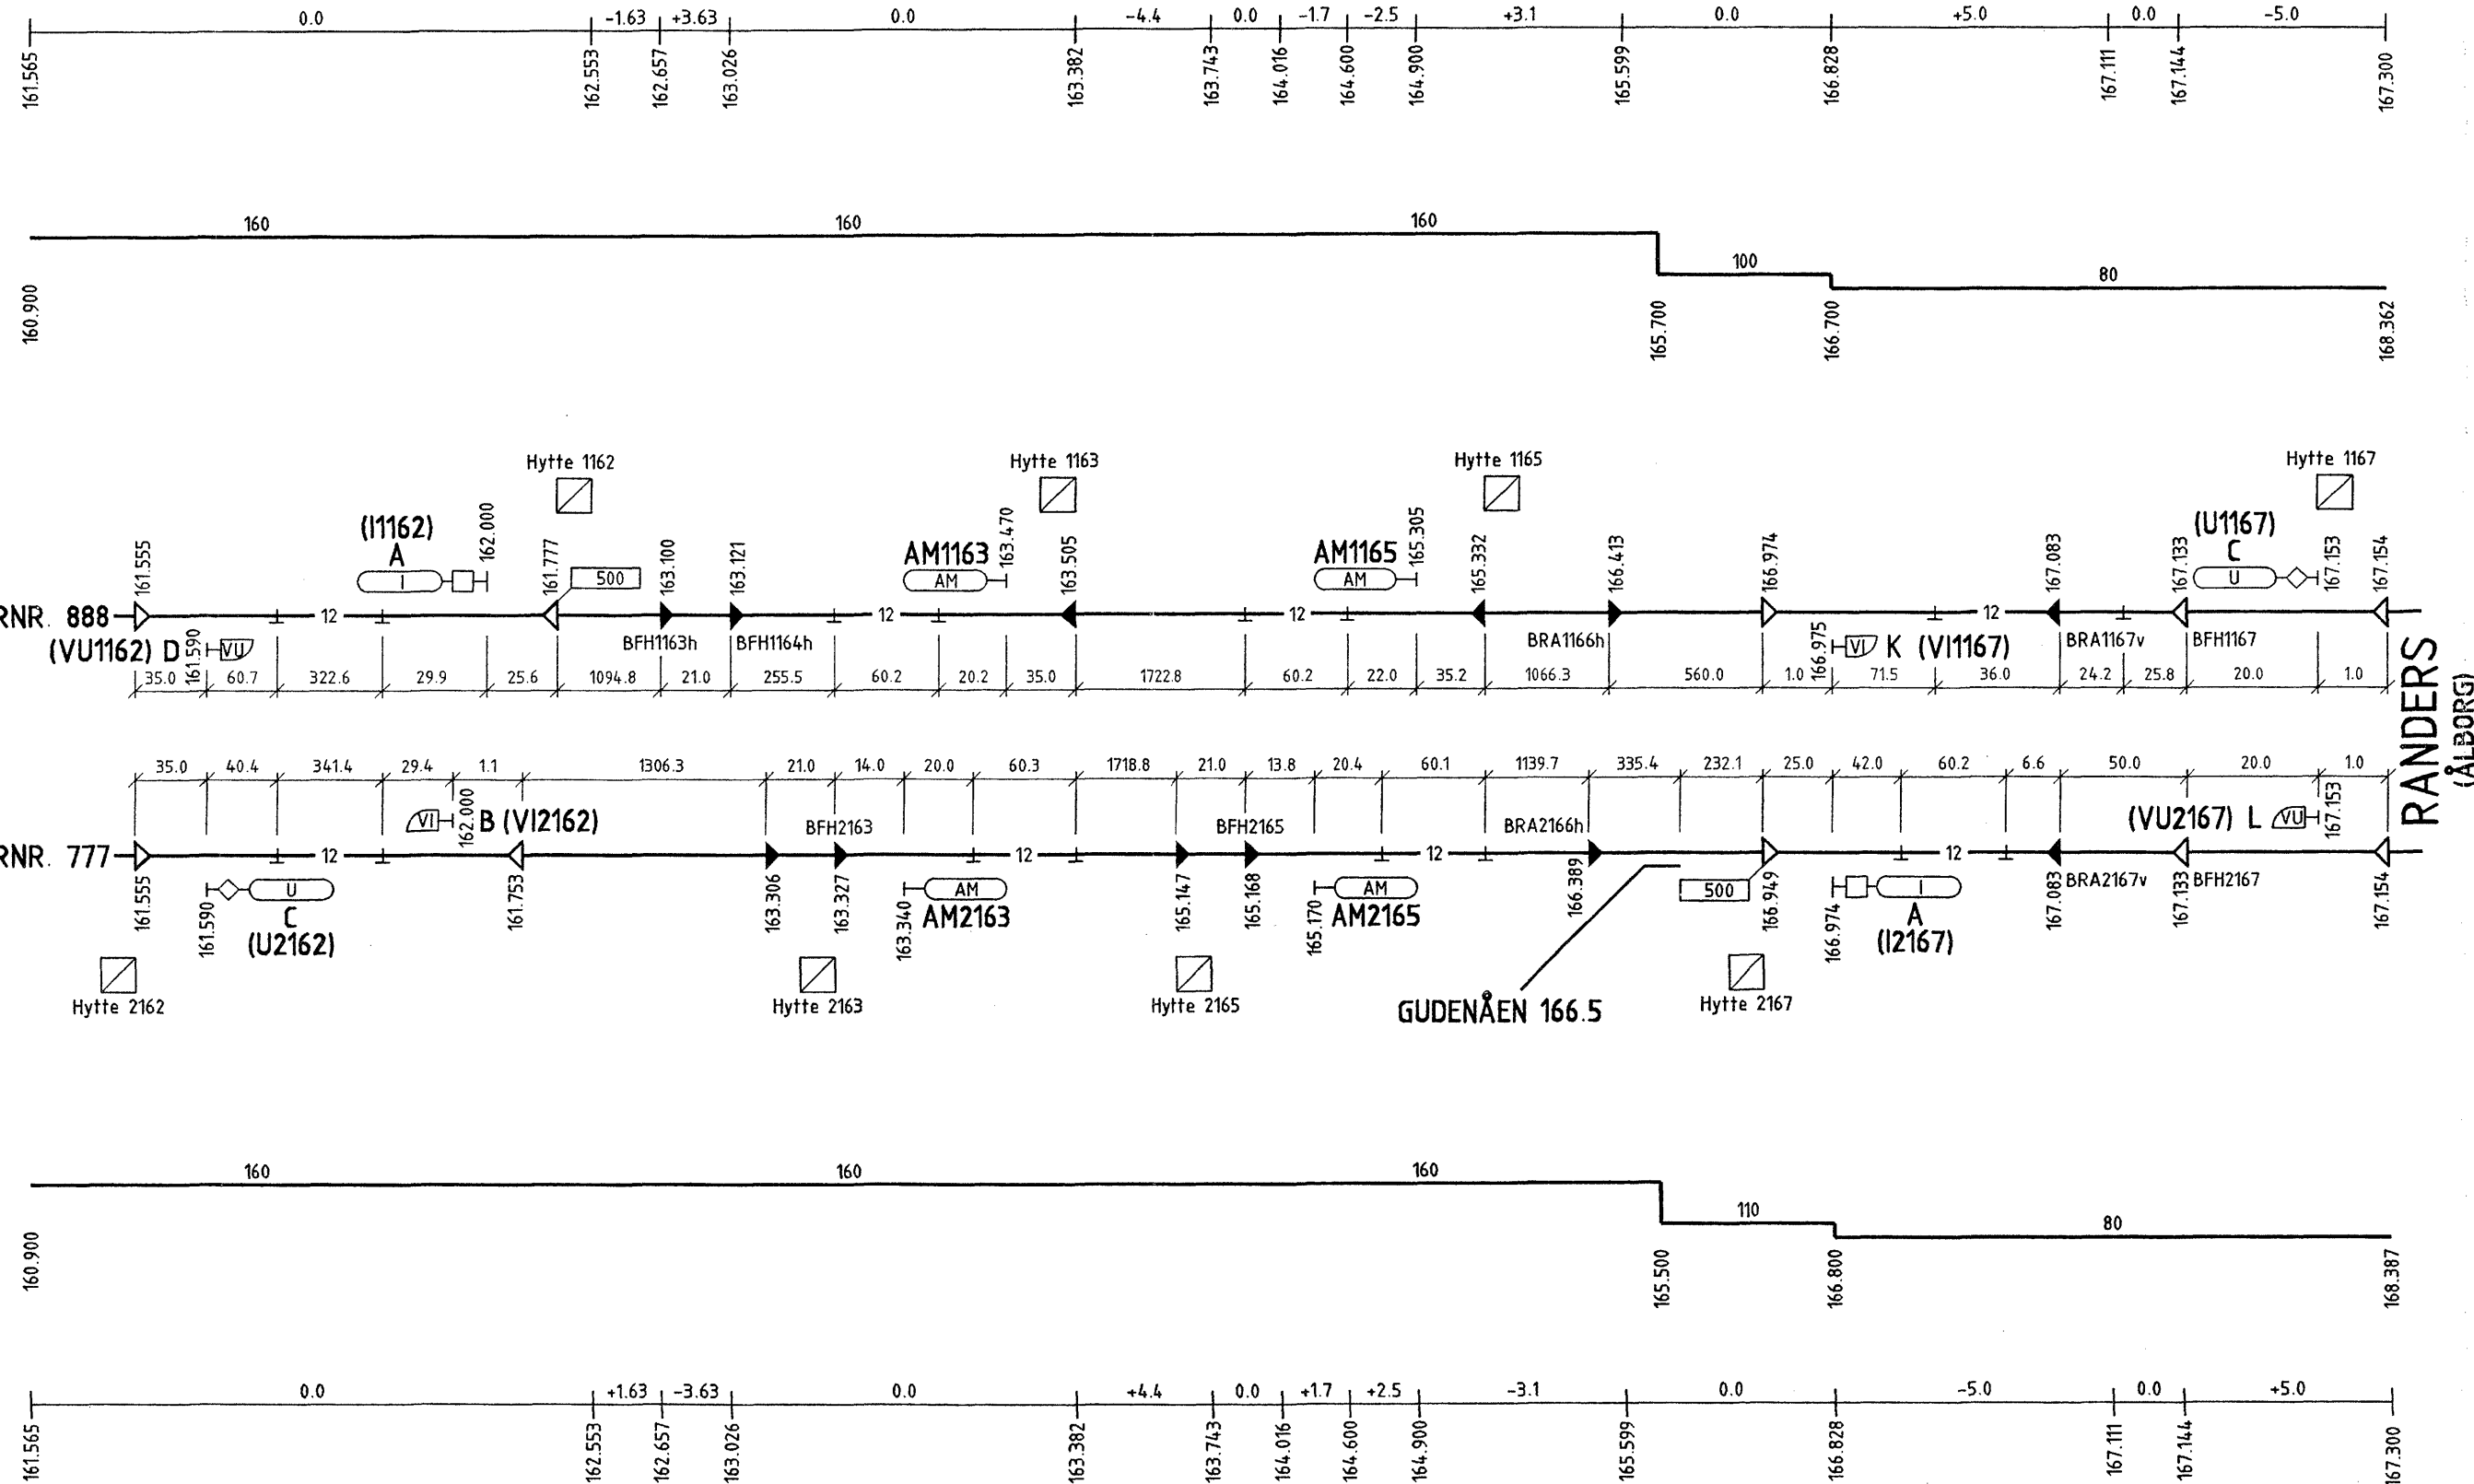 0.0 -1.63 +3.63 0.0 -4.4 0.0 -1.7 -2.5 +3.1 0.0 +5.0 0.0 -5.0
161.565 162.553 162.657 163.026 163.382 163.743 164.016 164.600 164.900 165.599 166.828 167.111 167.144 167.300
160 160 160
100
80
160.900 165.700 166.700 168.362
Hytte 1162 Hytte 1163 Hytte 1165 Hytte 1167
(I1162) (U1167)
A AM1163 AM1165 C
161.555 I 162.000 161.777 500 163.100 163.121 AM 163.470 163.505 AM 165.305 165.332 166.413 166.974 167.083 167.133 U 167.153 167.154
RNR. 888 12 12 12 12
(VU1162) D 161.590 VU BFH1163h BFH1164h BRA1166h 166.975 VI K (VI1167) BRA1167v BFH1167
35.0 60.7 322.6 29.9 25.6 1094.8 21.0 255.5 60.2 20.2 35.0 1722.8 60.2 22.0 35.2 1066.3 560.0 1.0 71.5 36.0 24.2 25.8 20.0 1.0
RANDERS
(ÅLBORG)
35.0 40.4 341.4 29.4 1.1 1306.3 21.0 14.0 20.0 60.3 1718.8 21.0 13.8 20.4 60.1 1139.7 335.4 232.1 25.0 42.0 60.2 6.6 50.0 20.0 1.0
VI 162.000 B (VI2162) BFH2163 BFH2165 BRA2166h (VU2167) L VU 167.153
RNR. 777 12 12 12 12
161.555 161.590 U 161.753 163.306 163.327 163.340 AM 165.147 165.168 165.170 AM 166.389 500 166.949 166.974 I 167.083 BRA2167v 167.133 BFH2167 167.154
C AM2163 AM2165 A
(U2162) (I2167)
Hytte 2162 Hytte 2163 Hytte 2165 GUDENÅEN 166.5 Hytte 2167
160 160 160
110
80
160.900 165.500 166.800 168.387
0.0 +1.63 -3.63 0.0 +4.4 0.0 +1.7 +2.5 -3.1 0.0 -5.0 0.0 +5.0
161.565 162.553 162.657 163.026 163.382 163.743 164.016 164.600 164.900 165.599 166.828 167.111 167.144 167.300